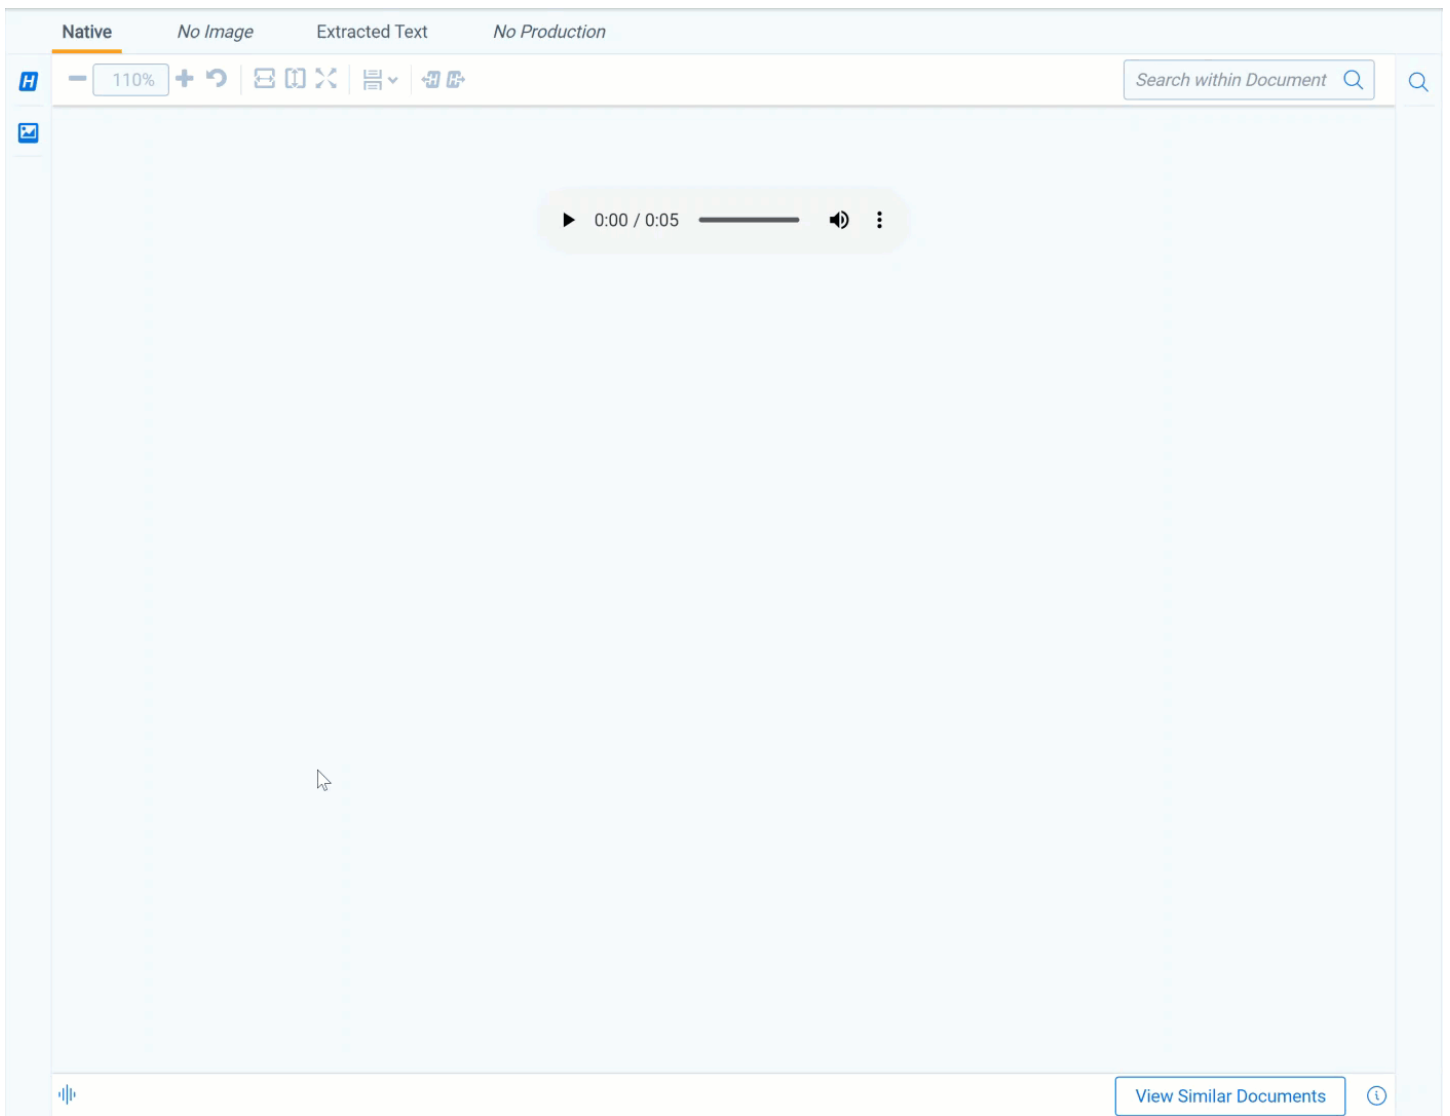 Native No Image Extracted Text No Production
110% Search within Document
0:00 / 0:05
View Similar Documents